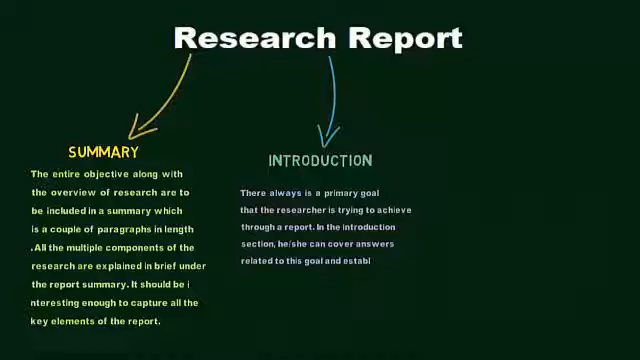 Research Report
SUMMARY
The entire objective along with
the overview of research are to
be included in a summary which
is a couple of paragraphs in length
.All the multiple components of the
research are explained in brief under
the report summary. It should be i
nteresting enough to capture all the
key elements of the report.
INTRODUCTION
There always is a primary goal
that the researcher is trying to achieve
through a report. In the introduction
section, he/she can cover answers
related to this goal and establ